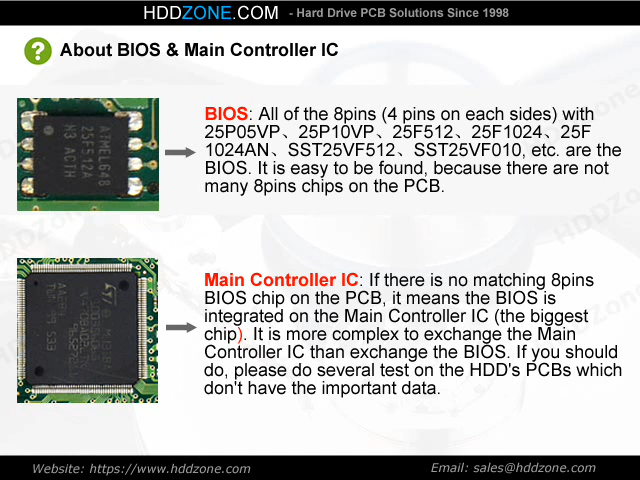 HDDZONE.COM - Hard Drive PCB Solutions Since 1998
? About BIOS & Main Controller IC
ATMEL648
25F512A
N3 ACTH
BIOS: All of the 8pins (4 pins on each sides) with
25P05VP、25P10VP、25F512、25F1024、25F
1024AN、SST25VF512、SST25VF010, etc. are the
BIOS. It is easy to be found, because there are not
many 8pins chips on the PCB.
Main Controller IC: If there is no matching 8pins
BIOS chip on the PCB, it means the BIOS is
integrated on the Main Controller IC (the biggest
chip). It is more complex to exchange the Main
Controller IC than exchange the BIOS. If you should
do, please do several test on the HDD's PCBs which
don't have the important data.
Website: https://www.hddzone.com Email: sales@hddzone.com